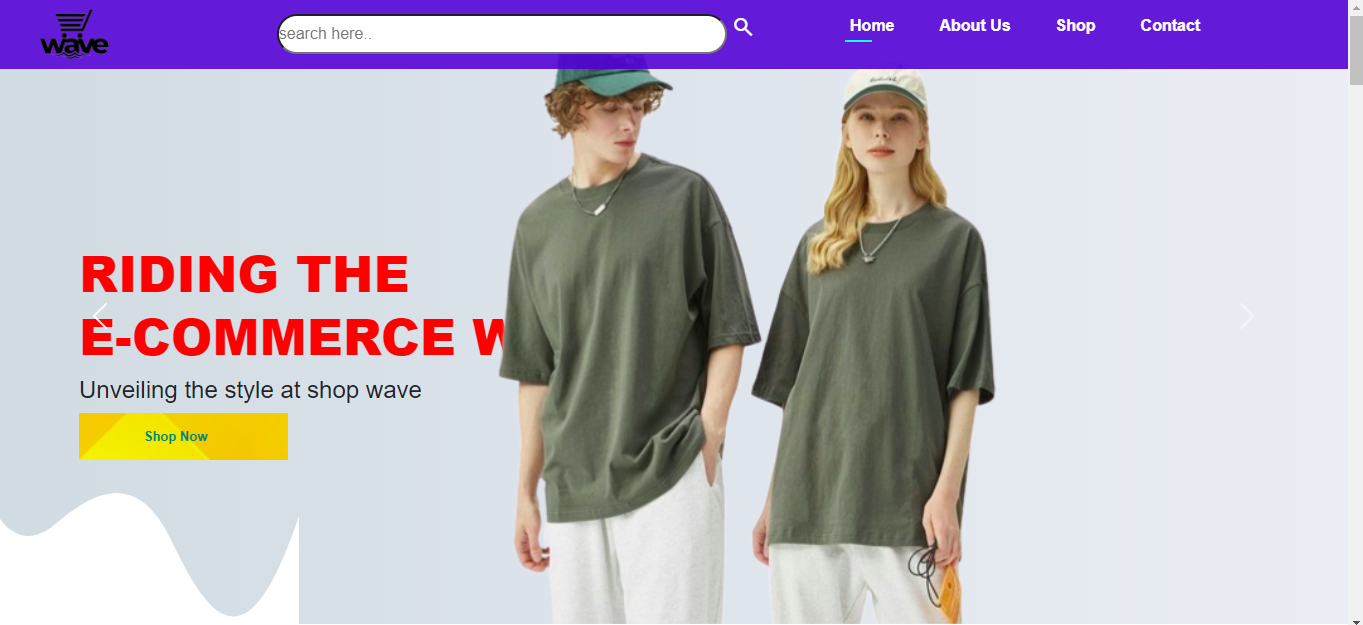 wave
search here..
Home
About Us
Shop
Contact
RIDING THE
E-COMMERCE W
Unveiling the style at shop wave
Shop Now